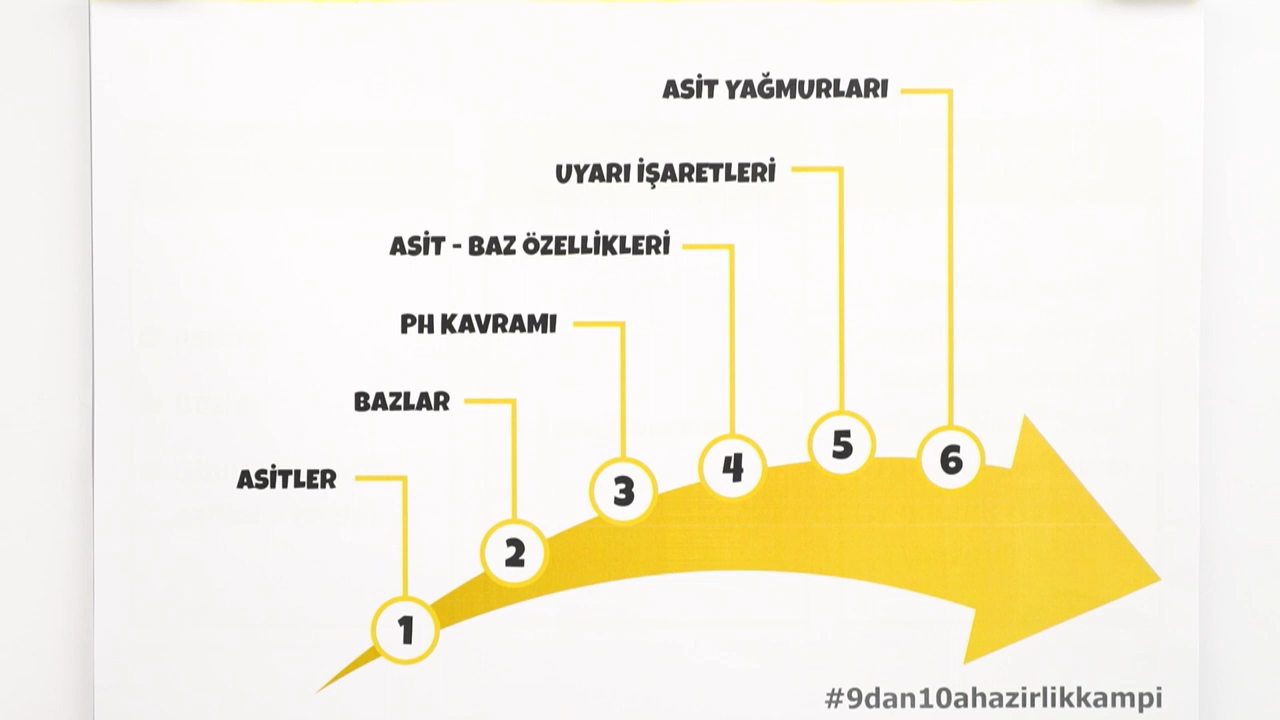 ASİT YAĞMURLARI
UYARI İŞARETLERİ
ASİT - BAZ ÖZELLİKLERİ
PH KAVRAMI
BAZLAR
ASİTLER
1
2
3
4
5
6
#9dan10ahazirlikkampi